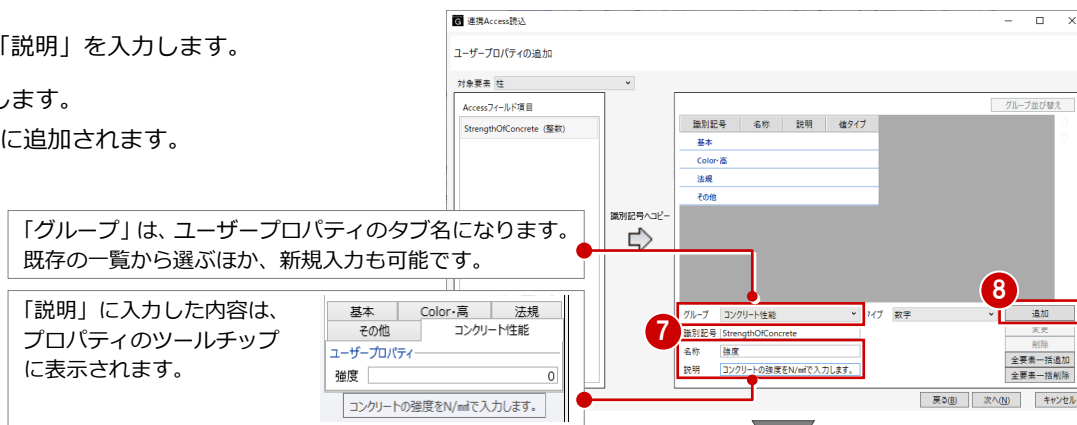 「説明」を入力します。
します。
に追加されます。
「グループ」は、ユーザープロパティのタブ名になります。
既存の一覧から選ぶほか、新規入力も可能です。
「説明」に入力した内容は、
プロパティのツールチップ
に表示されます。
基本 Color･高 法規
その他 コンクリート性能
ユーザープロパティ
強度 0
コンクリートの強度をN/㎟で入力します。
G 連携Access読込
ユーザープロパティの追加
対象要素 柱
Accessフィールド項目
StrengthOfConcrete (整数)
識別記号へコピー
グループ並び替え
識別記号 名称 説明 値タイプ
基本
Color･高
法規
その他
7
8
グループ コンクリート性能 タイプ 数字 追加
識別記号 StrengthOfConcrete 変更
名称 強度 削除
全要素一括追加
説明 コンクリートの強度をN/㎟で入力します。 全要素一括削除
戻る(B) 次へ(N) キャンセル